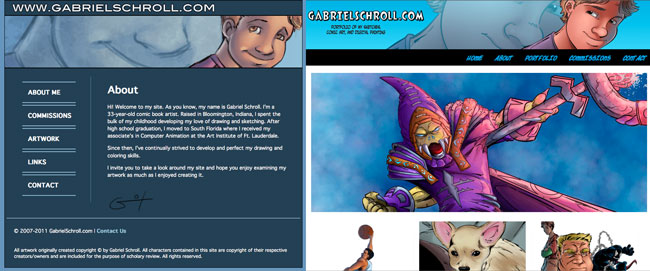 WWW.GABRIELSCHROLL.COM
ABOUT ME
COMMISSIONS
ARTWORK
LINKS
CONTACT
About
Hi! Welcome to my site. As you know, my name is Gabriel Schroll. I'm a
33-year-old comic book artist. Raised in Bloomington, Indiana, I spent the
bulk of my childhood developing my love of drawing and sketching. After
high school graduation, I moved to South Florida where I received my
associate's in Computer Animation at the Art Institute of Ft. Lauderdale.
Since then, I've continually strived to develop and perfect my drawing and
coloring skills.
I invite you to take a look around my site and hope you enjoy examining my
artwork as much as I enjoyed creating it.
© 2007-2011 GabrielSchroll.com | Contact Us
All artwork originally created copyright © by Gabriel Schroll. All characters contained in this site are copyright of their respective
creators/owners and are included for the purpose of scholary review. All rights reserved.
GABRIELSCHROLL.COM
PORTFOLIO OF MY SKETCHES,
COMIC ART, AND DIGITAL PAINTING
HOME ABOUT PORTFOLIO COMMISSIONS CONTACT